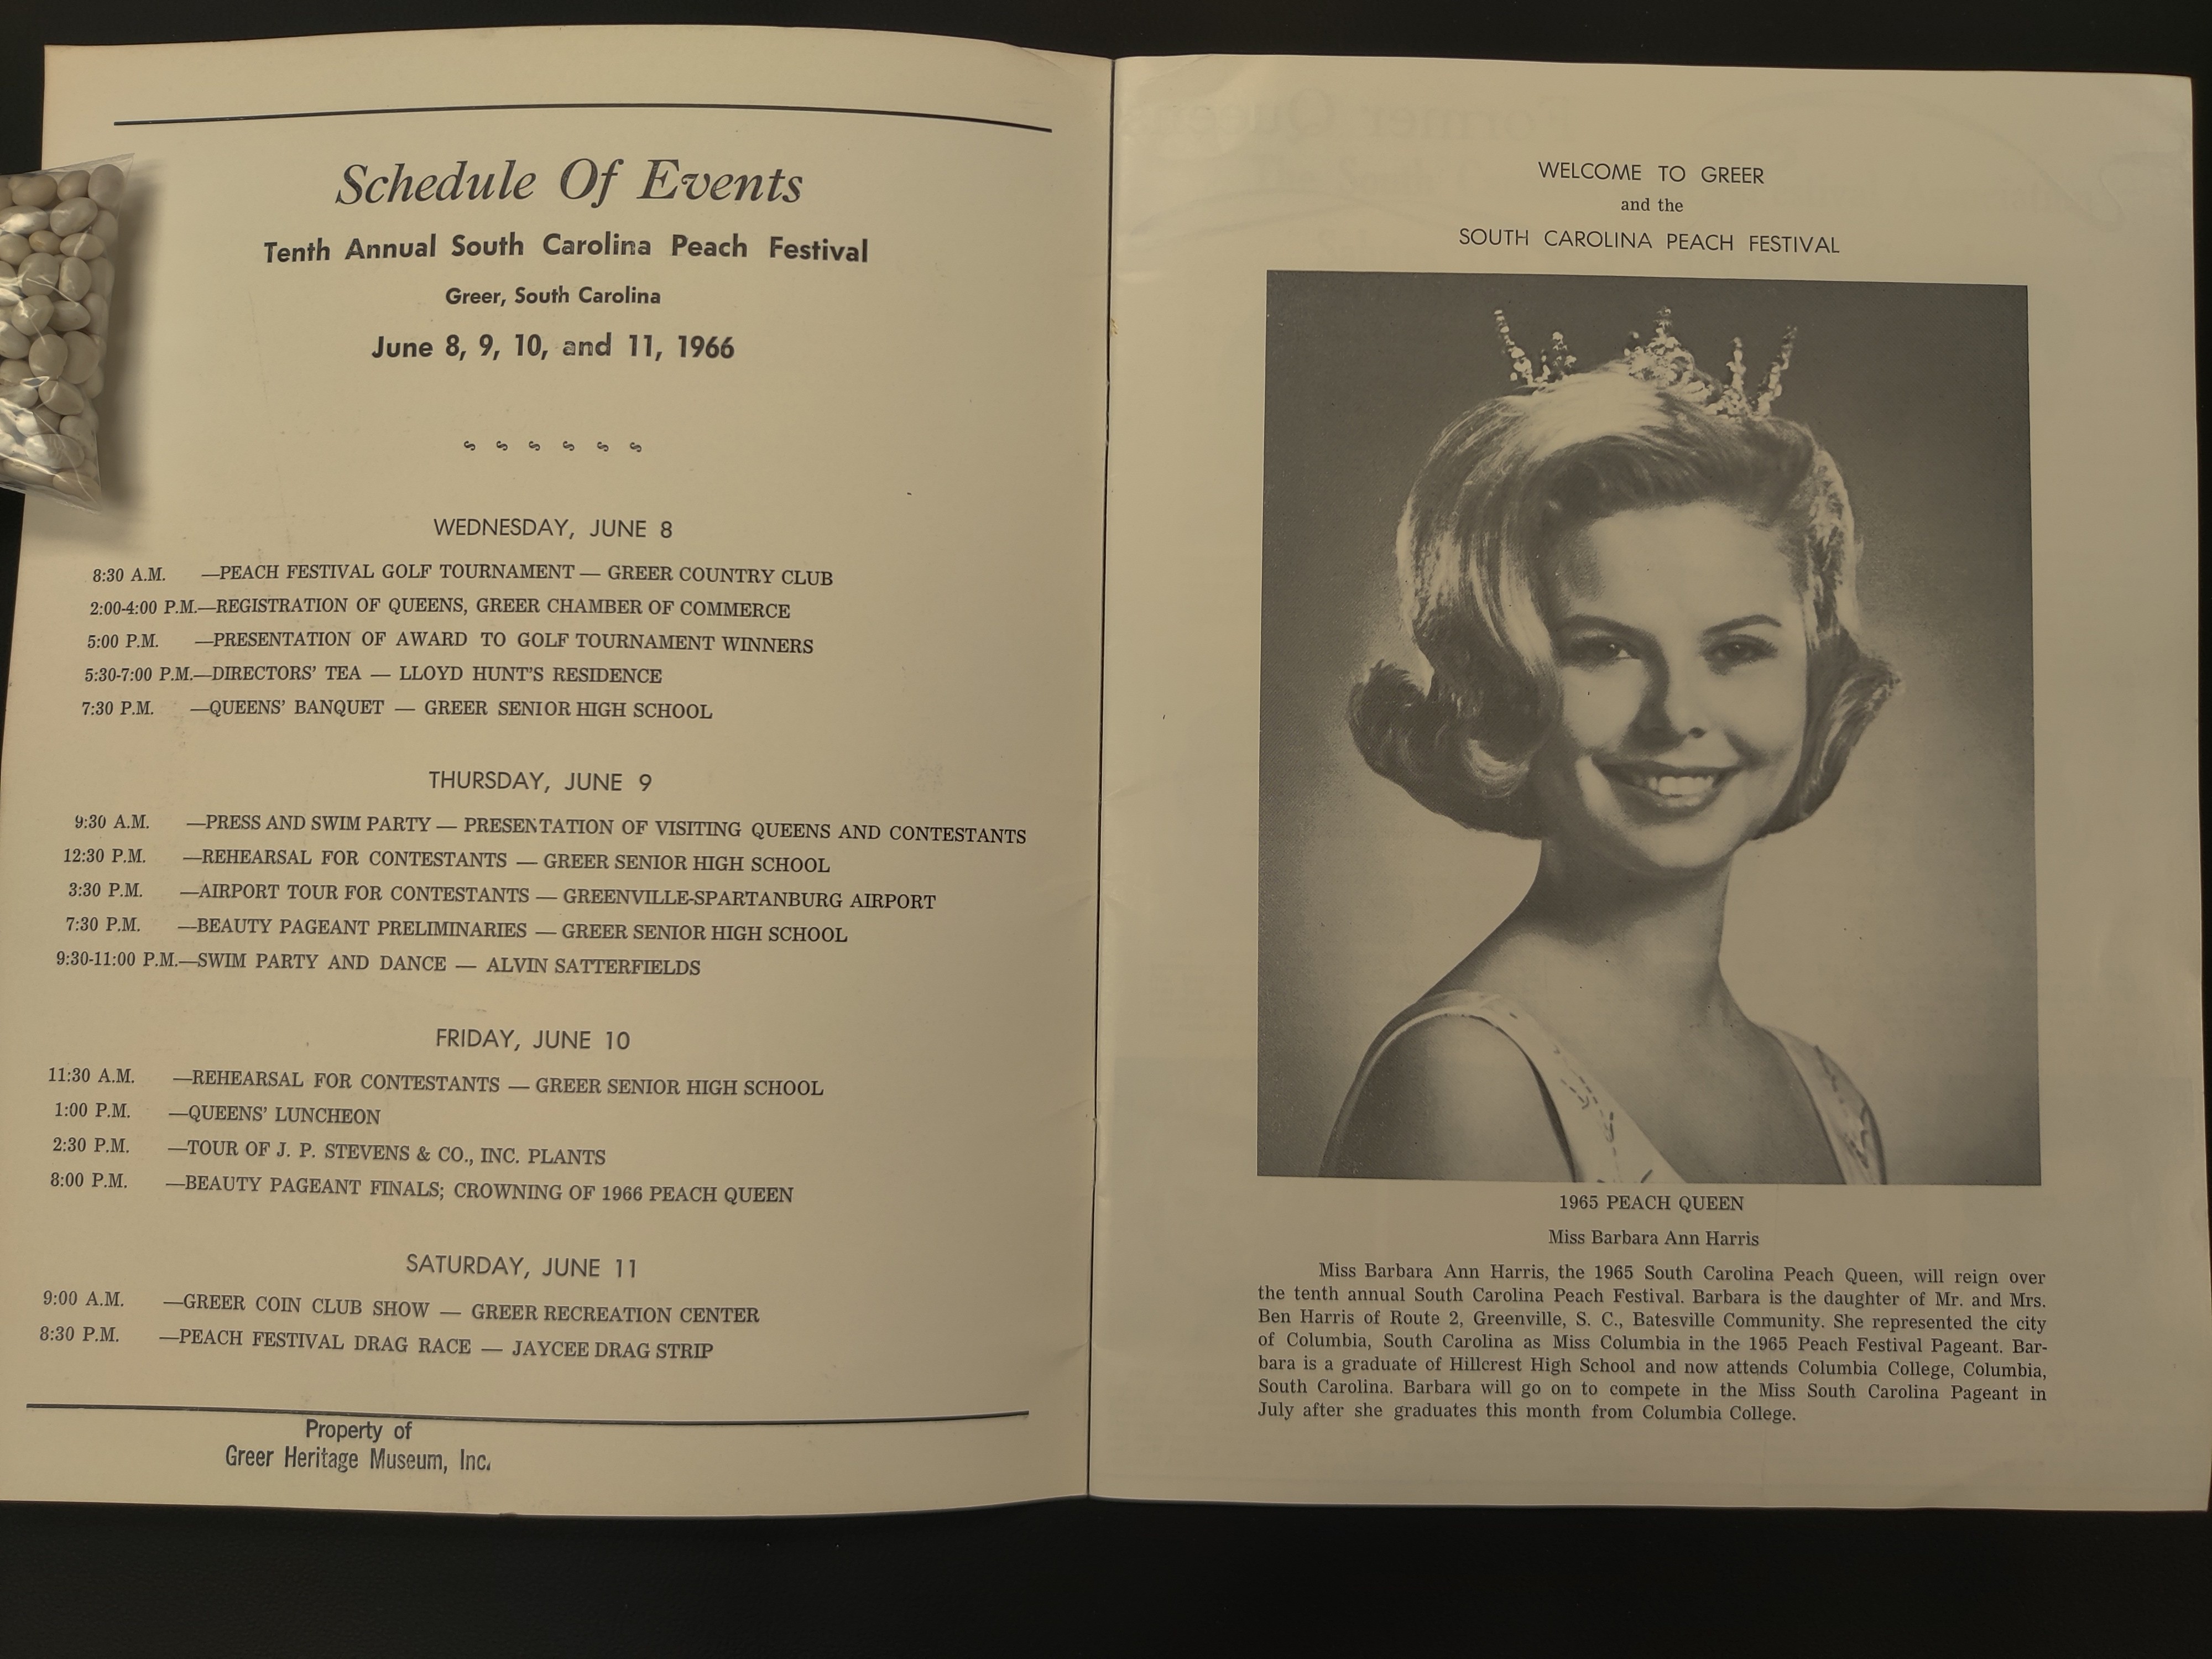 Schedule Of Events
Tenth Annual South Carolina Peach Festival
Greer, South Carolina
June 8, 9, 10, and 11, 1966
WEDNESDAY, JUNE 8
8:30 A.M. —PEACH FESTIVAL GOLF TOURNAMENT — GREER COUNTRY CLUB
2:00-4:00 P.M.—REGISTRATION OF QUEENS, GREER CHAMBER OF COMMERCE
5:00 P.M. —PRESENTATION OF AWARD TO GOLF TOURNAMENT WINNERS
5:30-7:00 P.M.—DIRECTORS' TEA — LLOYD HUNT'S RESIDENCE
7:30 P.M. —QUEENS' BANQUET — GREER SENIOR HIGH SCHOOL
THURSDAY, JUNE 9
9:30 A.M. —PRESS AND SWIM PARTY — PRESENTATION OF VISITING QUEENS AND CONTESTANTS
12:30 P.M. —REHEARSAL FOR CONTESTANTS — GREER SENIOR HIGH SCHOOL
3:30 P.M. —AIRPORT TOUR FOR CONTESTANTS — GREENVILLE-SPARTANBURG AIRPORT
7:30 P.M. —BEAUTY PAGEANT PRELIMINARIES — GREER SENIOR HIGH SCHOOL
9:30-11:00 P.M.—SWIM PARTY AND DANCE — ALVIN SATTERFIELDS
FRIDAY, JUNE 10
11:30 A.M. —REHEARSAL FOR CONTESTANTS — GREER SENIOR HIGH SCHOOL
1:00 P.M. —QUEENS' LUNCHEON
2:30 P.M. —TOUR OF J. P. STEVENS & CO., INC. PLANTS
8:00 P.M. —BEAUTY PAGEANT FINALS; CROWNING OF 1966 PEACH QUEEN
SATURDAY, JUNE 11
9:00 A.M. —GREER COIN CLUB SHOW — GREER RECREATION CENTER
8:30 P.M. —PEACH FESTIVAL DRAG RACE — JAYCEE DRAG STRIP
Property of
Greer Heritage Museum, Inc.
WELCOME TO GREER
and the
SOUTH CAROLINA PEACH FESTIVAL
1965 PEACH QUEEN
Miss Barbara Ann Harris
Miss Barbara Ann Harris, the 1965 South Carolina Peach Queen, will reign over
the tenth annual South Carolina Peach Festival. Barbara is the daughter of Mr. and Mrs.
Ben Harris of Route 2, Greenville, S. C., Batesville Community. She represented the city
of Columbia, South Carolina as Miss Columbia in the 1965 Peach Festival Pageant. Bar-
bara is a graduate of Hillcrest High School and now attends Columbia College, Columbia,
South Carolina. Barbara will go on to compete in the Miss South Carolina Pageant in
July after she graduates this month from Columbia College.